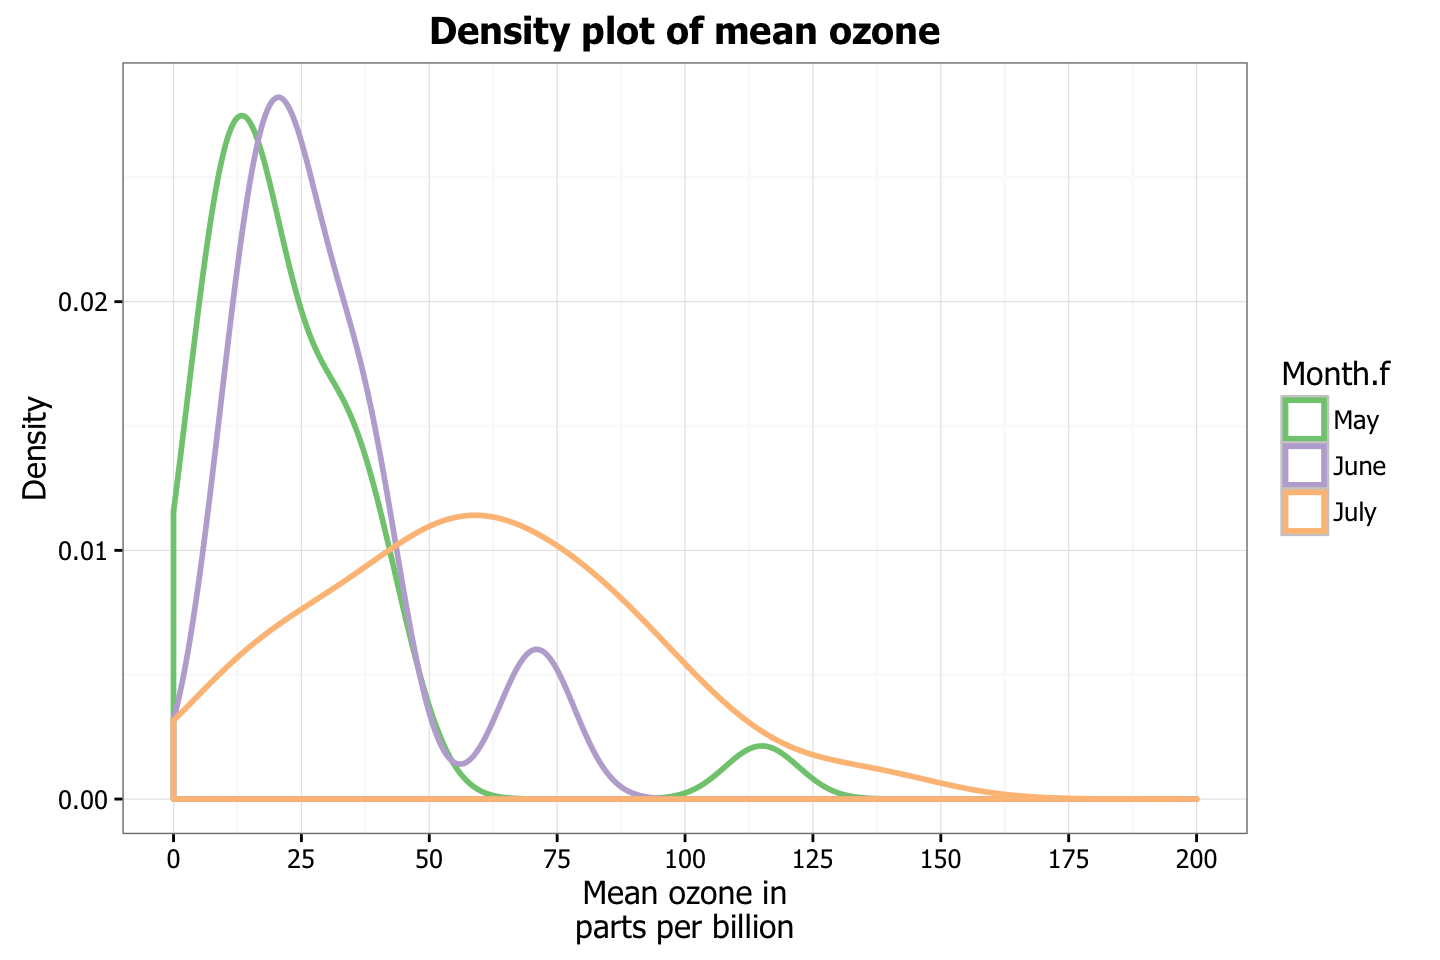 Density plot of mean ozone
Density
0.02
0.01
0.00
0 25 50 75 100 125 150 175 200
Mean ozone in
parts per billion
Month.f
May
June
July